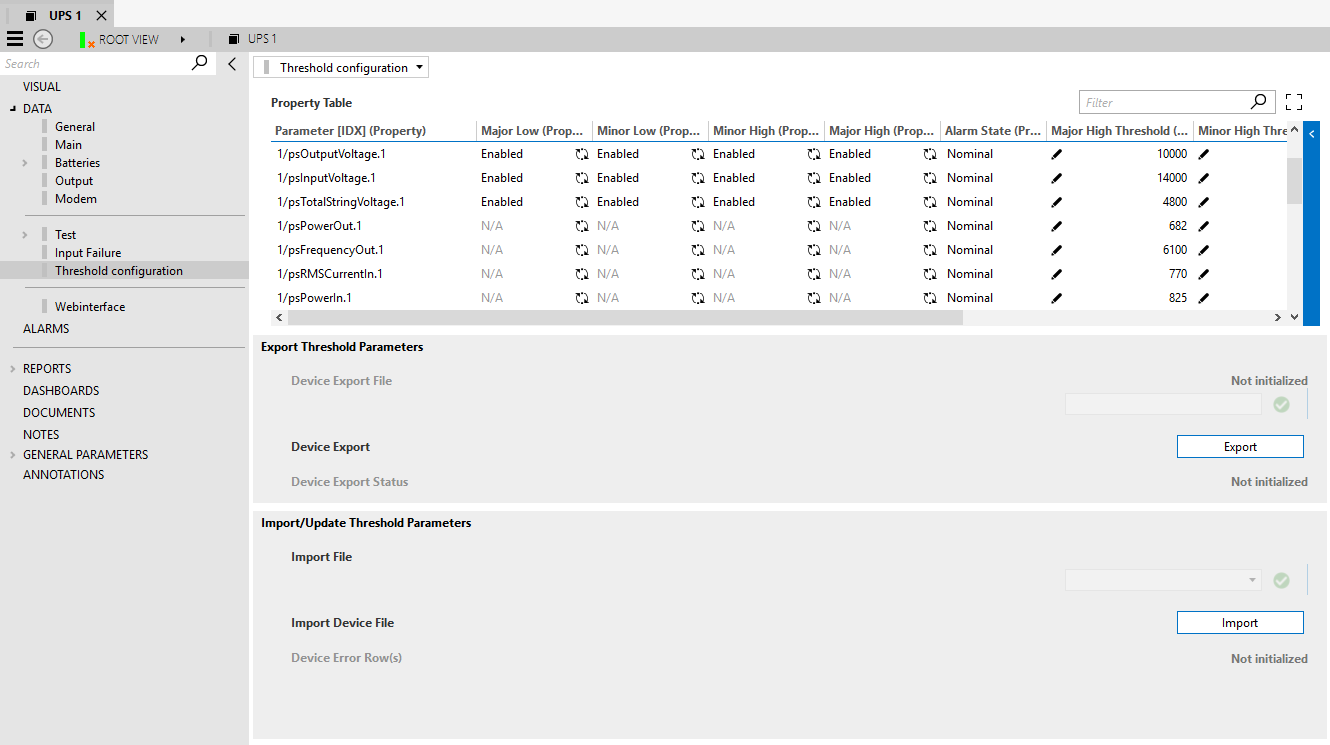 UPS 1
ROOT VIEW
UPS 1
Search
VISUAL
DATA
General
Main
Batteries
Output
Modem
Test
Input Failure
Threshold configuration
Webinterface
ALARMS
REPORTS
DASHBOARDS
DOCUMENTS
NOTES
GENERAL PARAMETERS
ANNOTATIONS
Threshold configuration
Property Table
Filter
Parameter [IDX] (Property) Major Low (Prop... Minor Low (Prop... Minor High (Prop... Major High (Prop... Alarm State (Pr... Major High Threshold (... Minor High Thre
1/psOutputVoltage.1 Enabled Enabled Enabled Enabled Nominal 10000
1/psInputVoltage.1 Enabled Enabled Enabled Enabled Nominal 14000
1/psTotalStringVoltage.1 Enabled Enabled Enabled Enabled Nominal 4800
1/psPowerOut.1 N/A N/A N/A N/A Nominal 682
1/psFrequencyOut.1 N/A N/A N/A N/A Nominal 6100
1/psRMSCurrentIn.1 N/A N/A N/A N/A Nominal 770
1/psPowerIn.1 N/A N/A N/A N/A Nominal 825
Export Threshold Parameters
Device Export File Not initialized
Device Export Export
Device Export Status Not initialized
Import/Update Threshold Parameters
Import File
Import Device File Import
Device Error Row(s) Not initialized